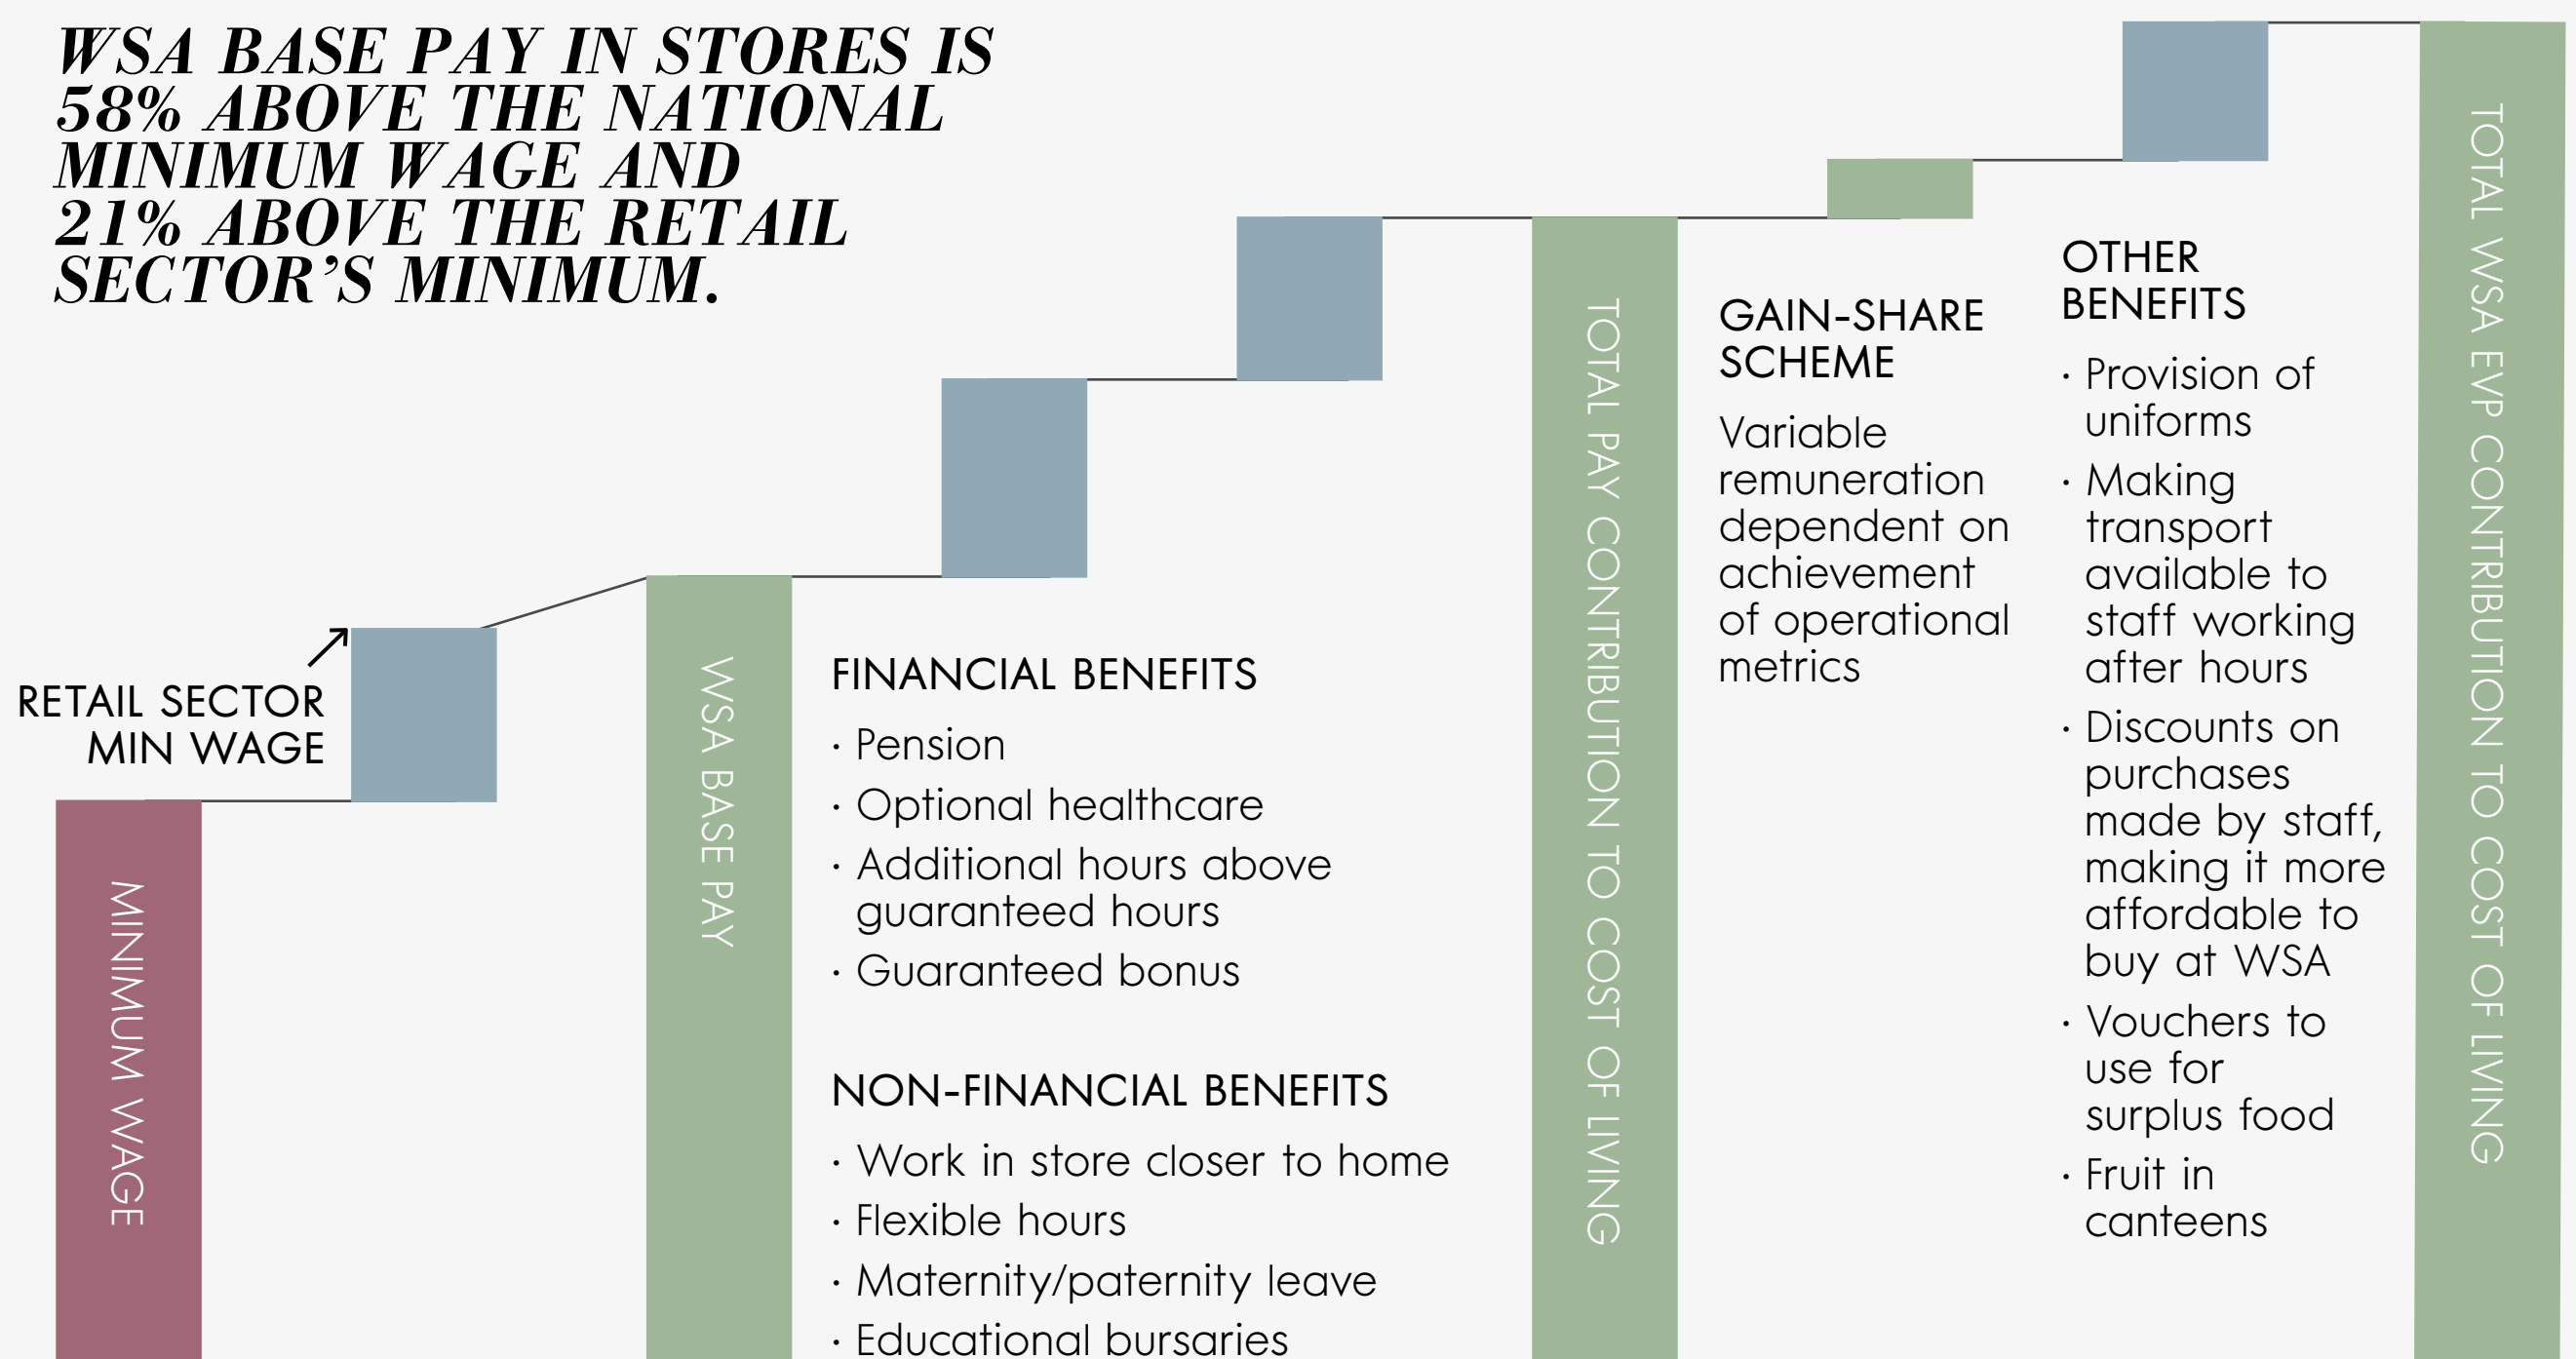 WSA BASE PAY IN STORES IS
58% ABOVE THE NATIONAL
MINIMUM WAGE AND
21% ABOVE THE RETAIL
SECTOR’S MINIMUM.
RETAIL SECTOR
MIN WAGE
MINIMUM WAGE
WSA BASE PAY
FINANCIAL BENEFITS
· Pension
· Optional healthcare
· Additional hours above
guaranteed hours
· Guaranteed bonus
NON-FINANCIAL BENEFITS
· Work in store closer to home
· Flexible hours
· Maternity/paternity leave
· Educational bursaries
TOTAL PAY CONTRIBUTION TO COST OF LIVING
GAIN-SHARE
SCHEME
Variable
remuneration
dependent on
achievement
of operational
metrics
OTHER
BENEFITS
· Provision of
uniforms
· Making
transport
available to
staff working
after hours
· Discounts on
purchases
made by staff,
making it more
affordable to
buy at WSA
· Vouchers to
use for
surplus food
· Fruit in
canteens
TOTAL WSA EVP CONTRIBUTION TO COST OF LIVING